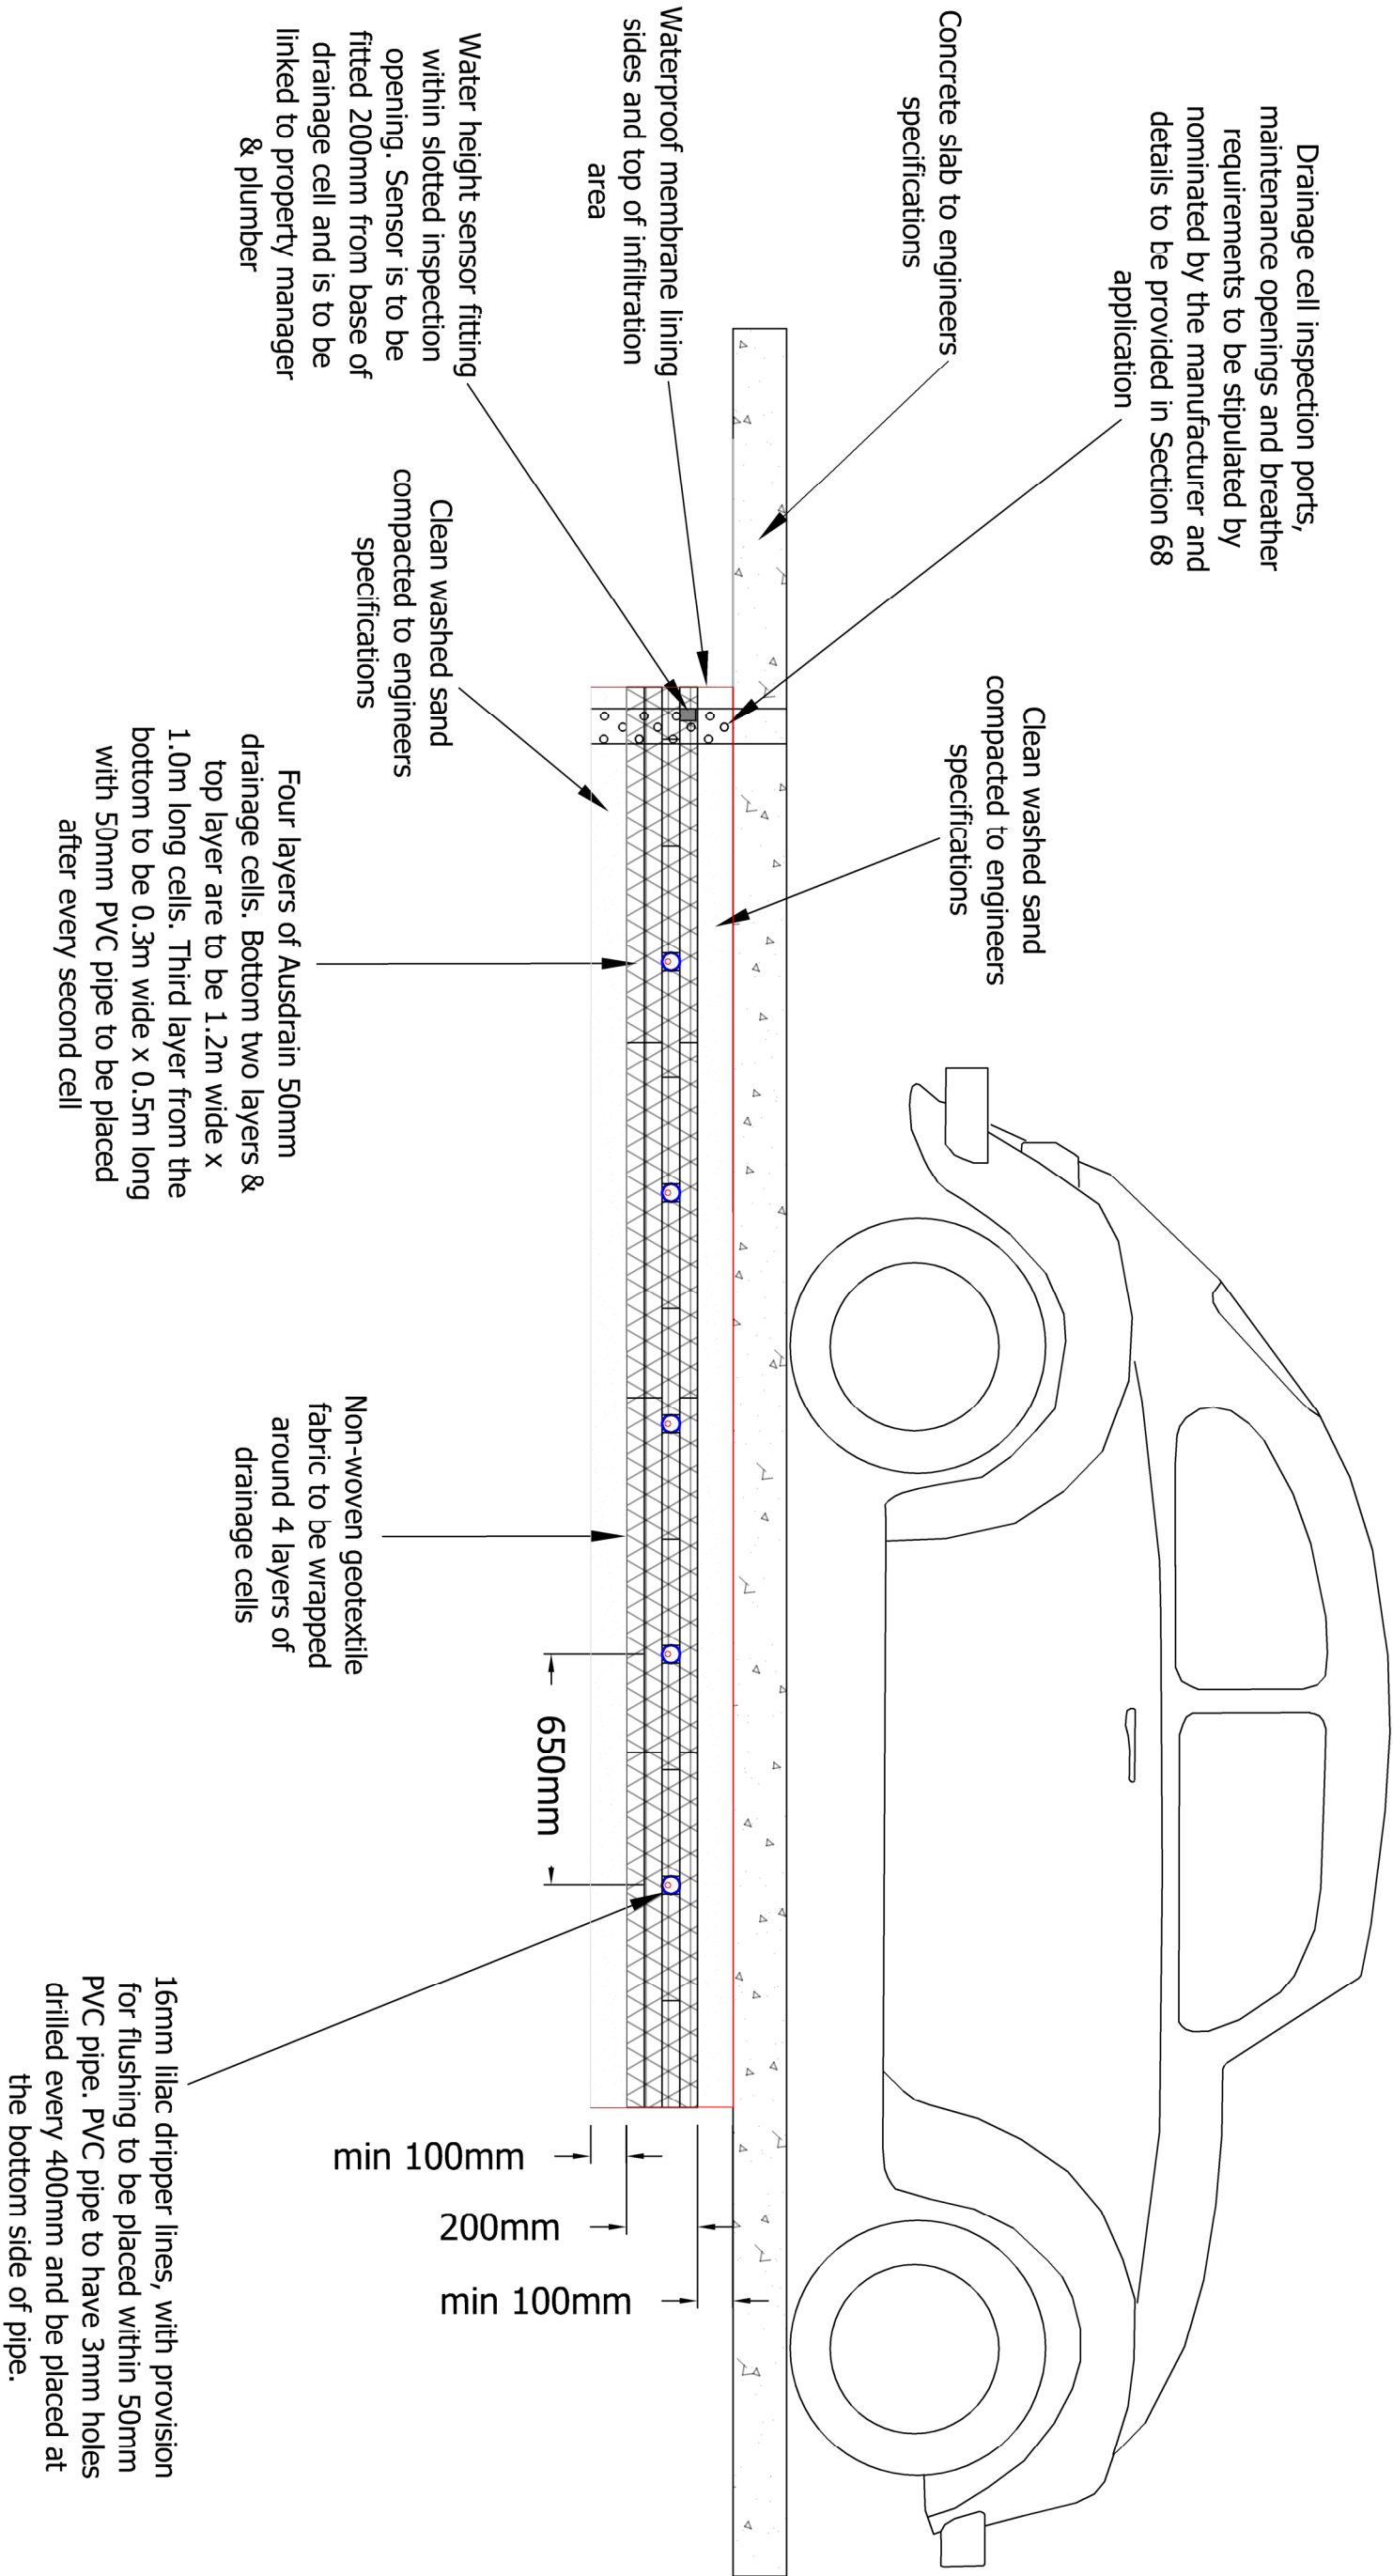 Drainage cell inspection ports,
maintenance openings and breather
requirements to be stipulated by
nominated by the manufacturer and
details to be provided in Section 68
application
Concrete slab to engineers
specifications
Waterproof membrane lining
sides and top of infiltration
area
Water height sensor fitting
within slotted inspection
opening. Sensor is to be
fitted 200mm from base of
drainage cell and is to be
linked to property manager
& plumber
Clean washed sand
compacted to engineers
specifications
Clean washed sand
compacted to engineers
specifications
Four layers of Ausdrain 50mm
drainage cells. Bottom two layers &
top layer are to be 1.2m wide x
1.0m long cells. Third layer from the
bottom to be 0.3m wide x 0.5m long
with 50mm PVC pipe to be placed
after every second cell
Non-woven geotextile
fabric to be wrapped
around 4 layers of
drainage cells
650mm
16mm lilac dripper lines, with provision
for flushing to be placed within 50mm
PVC pipe. PVC pipe to have 3mm holes
drilled every 400mm and be placed at
the bottom side of pipe.
min 100mm
200mm
min 100mm